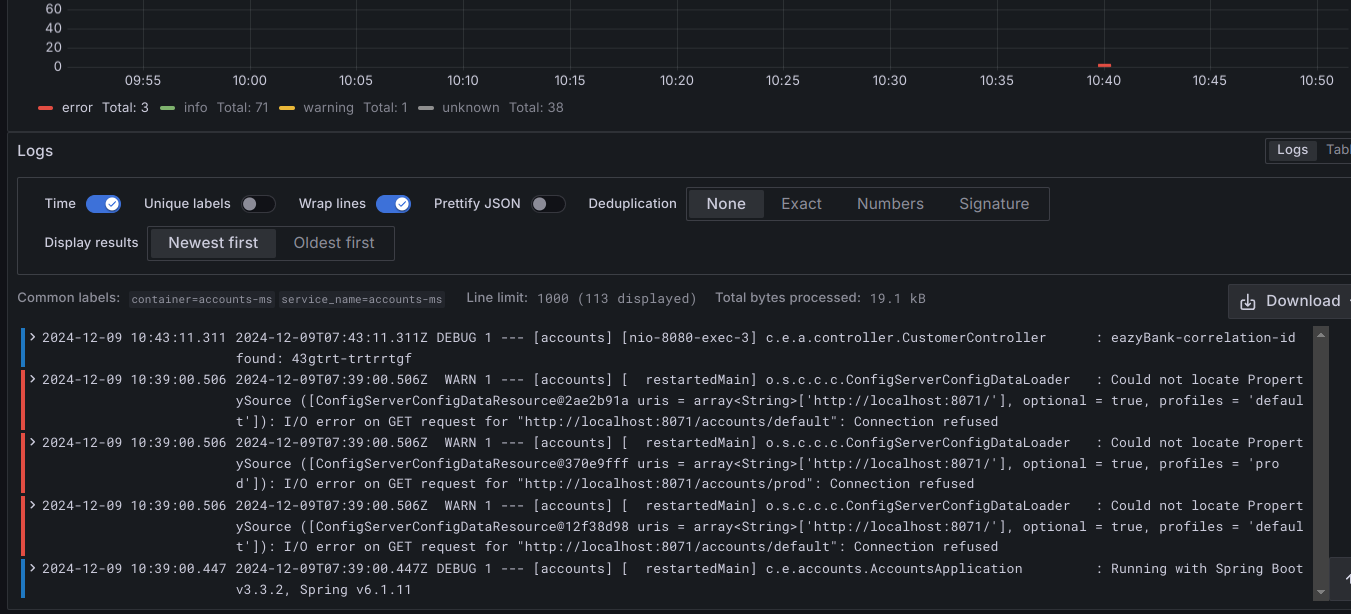 60
40
20
0
09:55 10:00 10:05 10:10 10:15 10:20 10:25 10:30 10:35 10:40 10:45 10:50
error Total: 3 info Total: 71 warning Total: 1 unknown Total: 38
Logs
Logs Tabl
Time Unique labels Wrap lines Prettify JSON Deduplication None Exact Numbers Signature
Display results Newest first Oldest first
Common labels: container=accounts-ms service_name=accounts-ms Line limit: 1000 (113 displayed) Total bytes processed: 19.1 kB
Download
2024-12-09 10:43:11.311 2024-12-09T07:43:11.311Z DEBUG 1 --- [accounts] [nio-8080-exec-3] c.e.a.controller.CustomerController : eazyBank-correlation-id
found: 43gtrt-trtrrtgf
2024-12-09 10:39:00.506 2024-12-09T07:39:00.506Z WARN 1 --- [accounts] [ restartedMain] o.s.c.c.c.ConfigServerConfigDataLoader : Could not locate Propert
ySource ([ConfigServerConfigDataResource@2ae2b91a uris = array<String>['http://localhost:8071/'], optional = true, profiles = 'defaul
t']): I/O error on GET request for "http://localhost:8071/accounts/default": Connection refused
2024-12-09 10:39:00.506 2024-12-09T07:39:00.506Z WARN 1 --- [accounts] [ restartedMain] o.s.c.c.c.ConfigServerConfigDataLoader : Could not locate Propert
ySource ([ConfigServerConfigDataResource@370e9fff uris = array<String>['http://localhost:8071/'], optional = true, profiles = 'pro
d']): I/O error on GET request for "http://localhost:8071/accounts/prod": Connection refused
2024-12-09 10:39:00.506 2024-12-09T07:39:00.506Z WARN 1 --- [accounts] [ restartedMain] o.s.c.c.c.ConfigServerConfigDataLoader : Could not locate Propert
ySource ([ConfigServerConfigDataResource@12f38d98 uris = array<String>['http://localhost:8071/'], optional = true, profiles = 'defaul
t']): I/O error on GET request for "http://localhost:8071/accounts/default": Connection refused
2024-12-09 10:39:00.447 2024-12-09T07:39:00.447Z DEBUG 1 --- [accounts] [ restartedMain] c.e.accounts.AccountsApplication : Running with Spring Boot
v3.3.2, Spring v6.1.11